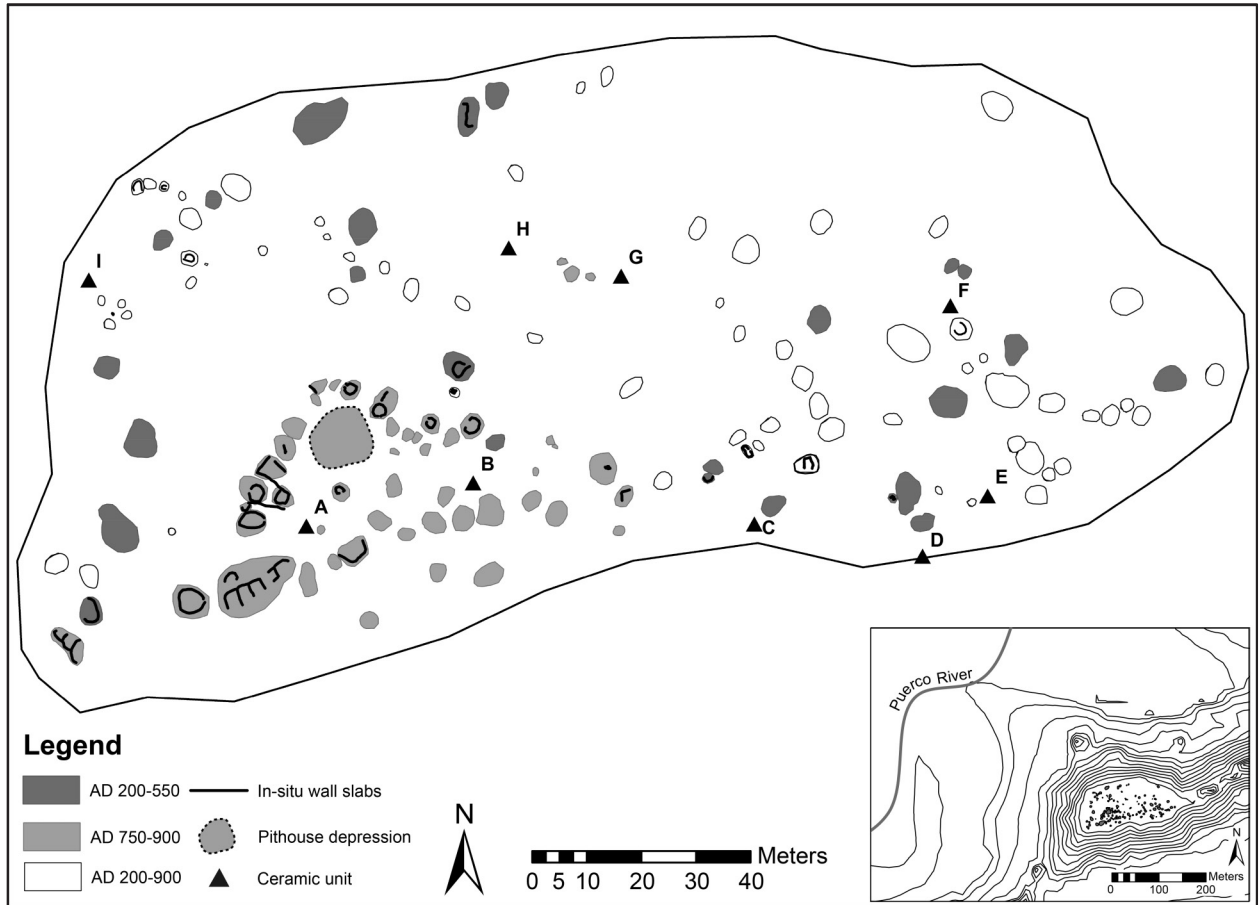 H
I
G
F
B
E
A
C
D
Puerco River
Legend
AD 200-550
In-situ wall slabs
AD 750-900
Pithouse depression
AD 200-900
Ceramic unit
N
Meters
0 5 10 20 30 40
N
Meters
0 100 200